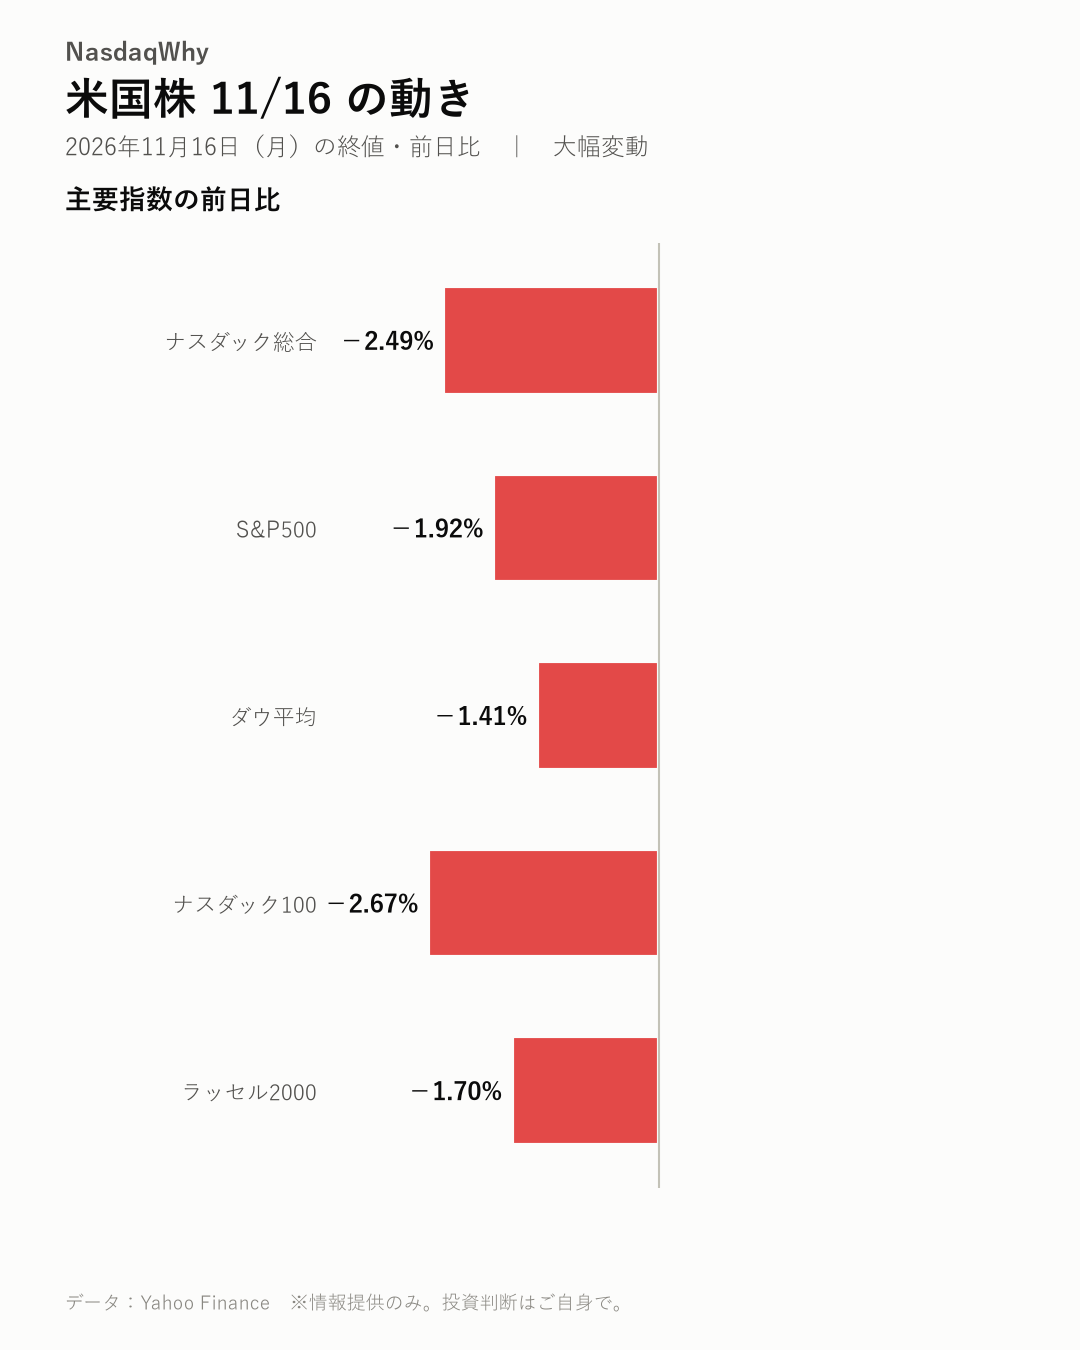 NasdaqWhy
米国株 11/16 の動き
2026年11月16日（月）の終値・前日比　｜　大幅変動
主要指数の前日比
ナスダック総合 −2.49%
S&P500 −1.92%
ダウ平均 −1.41%
ナスダック100 −2.67%
ラッセル2000 −1.70%
データ：Yahoo Finance　※情報提供のみ。投資判断はご自身で。